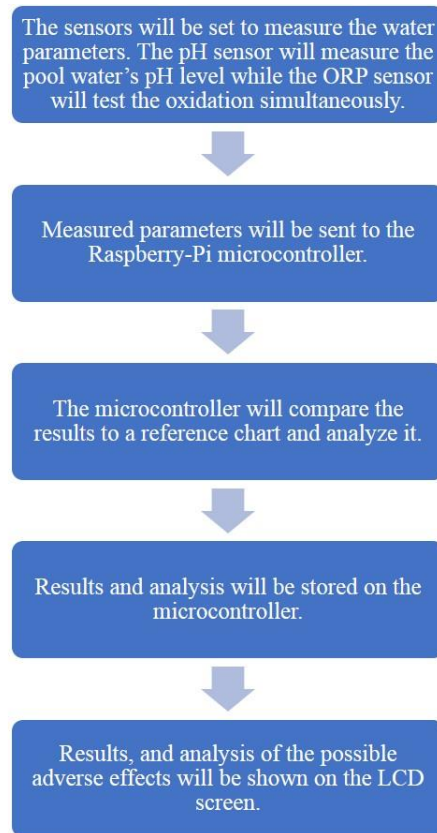 The sensors will be set to measure the water
parameters. The pH sensor will measure the
pool water’s pH level while the ORP sensor
will test the oxidation simultaneously.
Measured parameters will be sent to the
Raspberry-Pi microcontroller.
The microcontroller will compare the
results to a reference chart and analyze it.
Results and analysis will be stored on the
microcontroller.
Results, and analysis of the possible
adverse effects will be shown on the LCD
screen.